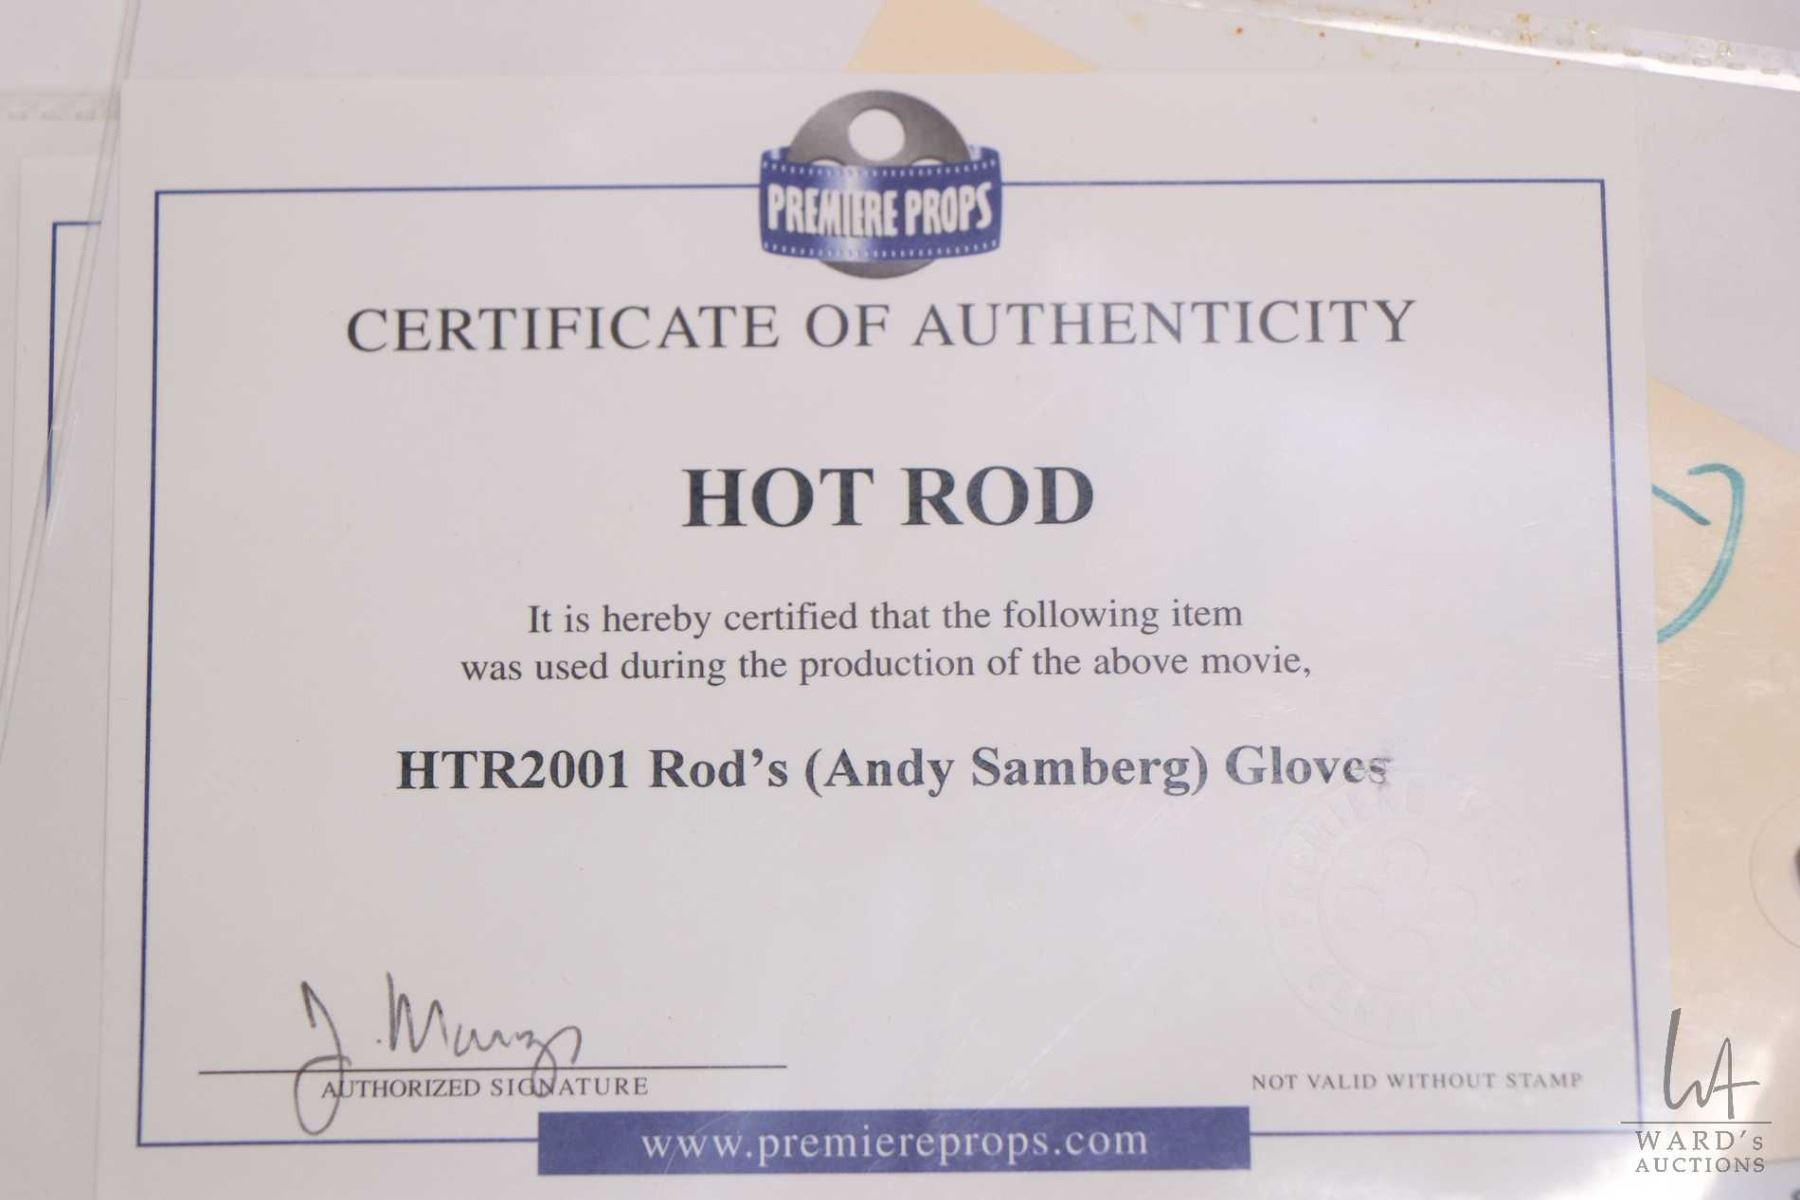 PREMIERE PROPS
CERTIFICATE OF AUTHENTICITY
HOT ROD
It is hereby certified that the following item
was used during the production of the above movie,
HTR2001 Rod's (Andy Samberg) Gloves
PREMIERE
AUTHORIZED SIGNATURE
NOT VALID WITHOUT STAMP
www.premiereprops.com
WA
WARD's
AUCTIONS